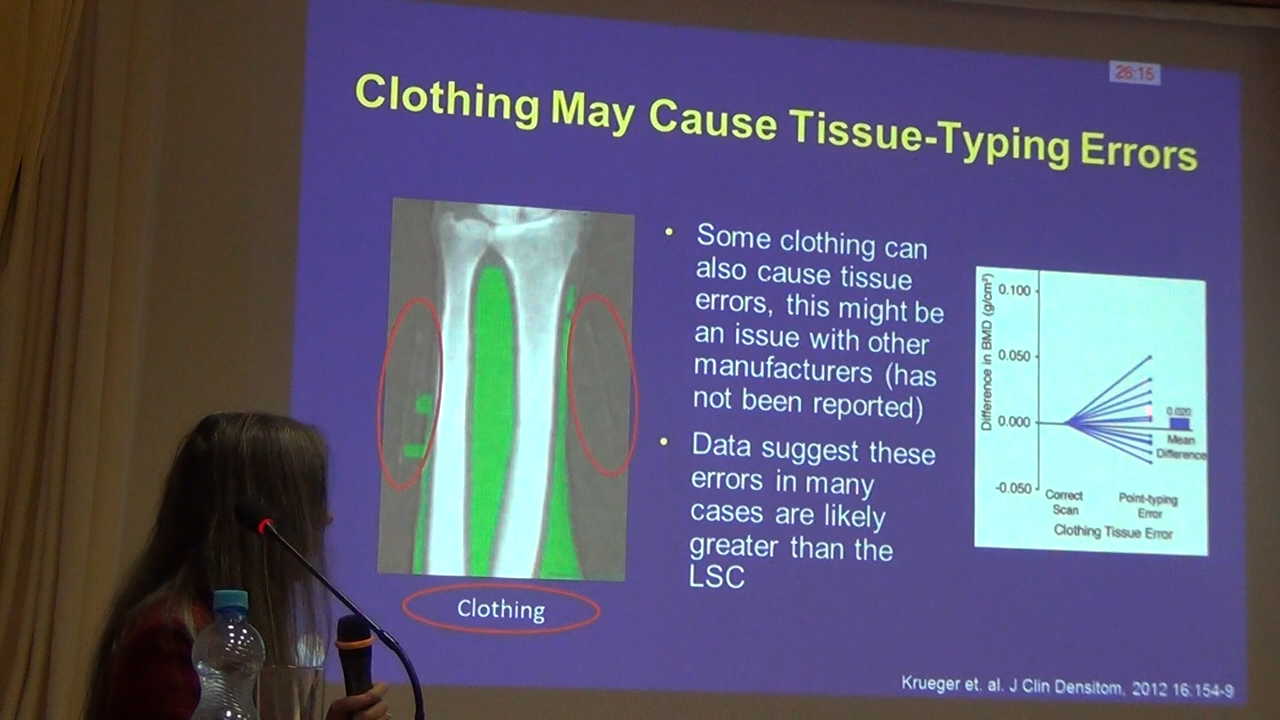 26:15
Clothing May Cause Tissue-Typing Errors
• Some clothing can
also cause tissue
errors, this might be
an issue with other
manufacturers (has
not been reported)
• Data suggest these
errors in many
cases are likely
greater than the
LSC
Clothing
Difference in BMD (g/cm²)
0.100
0.050
0.000
-0.050
0.020
Mean
Difference
Correct
Scan
Point-typing
Error
Clothing Tissue Error
Krueger et. al. J Clin Densitom, 2012 16:154-9